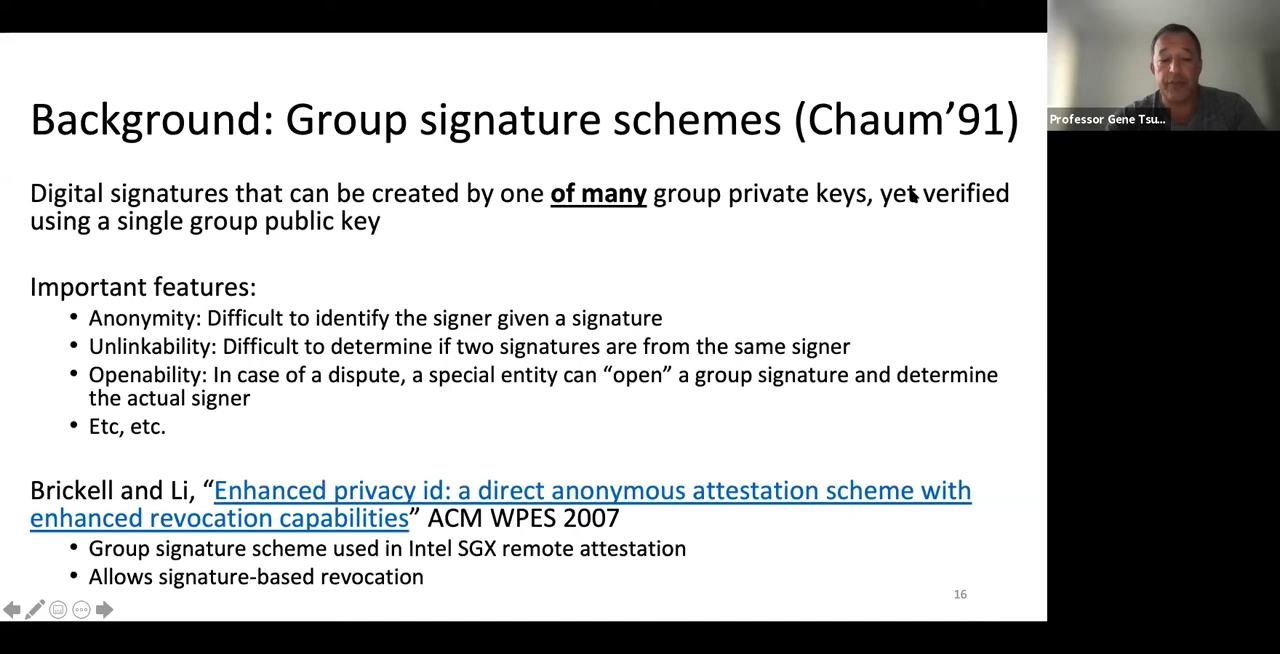 Background: Group signature schemes (Chaum’91)
Digital signatures that can be created by one of many group private keys, yet verified
using a single group public key
Important features:
• Anonymity: Difficult to identify the signer given a signature
• Unlinkability: Difficult to determine if two signatures are from the same signer
• Openability: In case of a dispute, a special entity can “open” a group signature and determine
the actual signer
• Etc, etc.
Brickell and Li, “Enhanced privacy id: a direct anonymous attestation scheme with
enhanced revocation capabilities” ACM WPES 2007
• Group signature scheme used in Intel SGX remote attestation
• Allows signature-based revocation
16
Professor Gene Tsu...